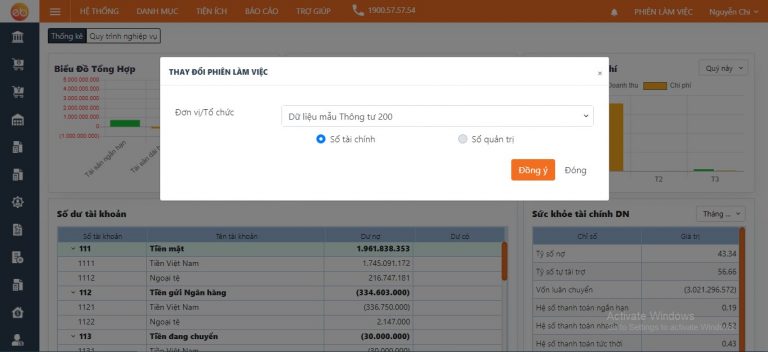 eb HỆ THỐNG DANH MỤC TIỆN ÍCH BÁO CÁO TRỢ GIÚP 1900.57.57.54 PHIÊN LÀM VIỆC Nguyễn Chi
Thống kê Quy trình nghiệp vụ
Biểu Đồ Tổng Hợp
5.000.000.000
4.000.000.000
3.000.000.000
2.000.000.000
1.000.000.000
0
(1.000.000.000)
Tài sản ngắn hạn
Tài sản dài h
hí
Quý này
Doanh thu Chi phí
T2 T3
THAY ĐỔI PHIÊN LÀM VIỆC ×
Đơn vị/Tổ chức Dữ liệu mẫu Thông tư 200
Sổ tài chính Sổ quản trị
Đồng ý Đóng
Số dư tài khoản
Số tài khoản Tên tài khoản Dư nợ Dư có
111 Tiền mặt 1.961.838.353
1111 Tiền Việt Nam 1.745.091.172
1112 Ngoại tệ 216.747.181
112 Tiền gửi Ngân hàng (334.603.000)
1121 Tiền Việt Nam (336.750.000)
1122 Ngoại tệ 2.147.000
113 Tiền đang chuyển (30.000.000)
1131 Tiền Việt Nam (30.000.000)
Sức khỏe tài chính DN Tháng ...
Chỉ số Giá trị
Tỷ số nợ 43.34
Tỷ số tự tài trợ 56.66
Vốn luân chuyển (3.021.296.572)
Hệ số thanh toán ngắn hạn 0.19
Hệ số thanh toán nhanh 0.52
Hệ số thanh toán tức thời 0.43
Activate Windows
Go to Settings to activate Windows.